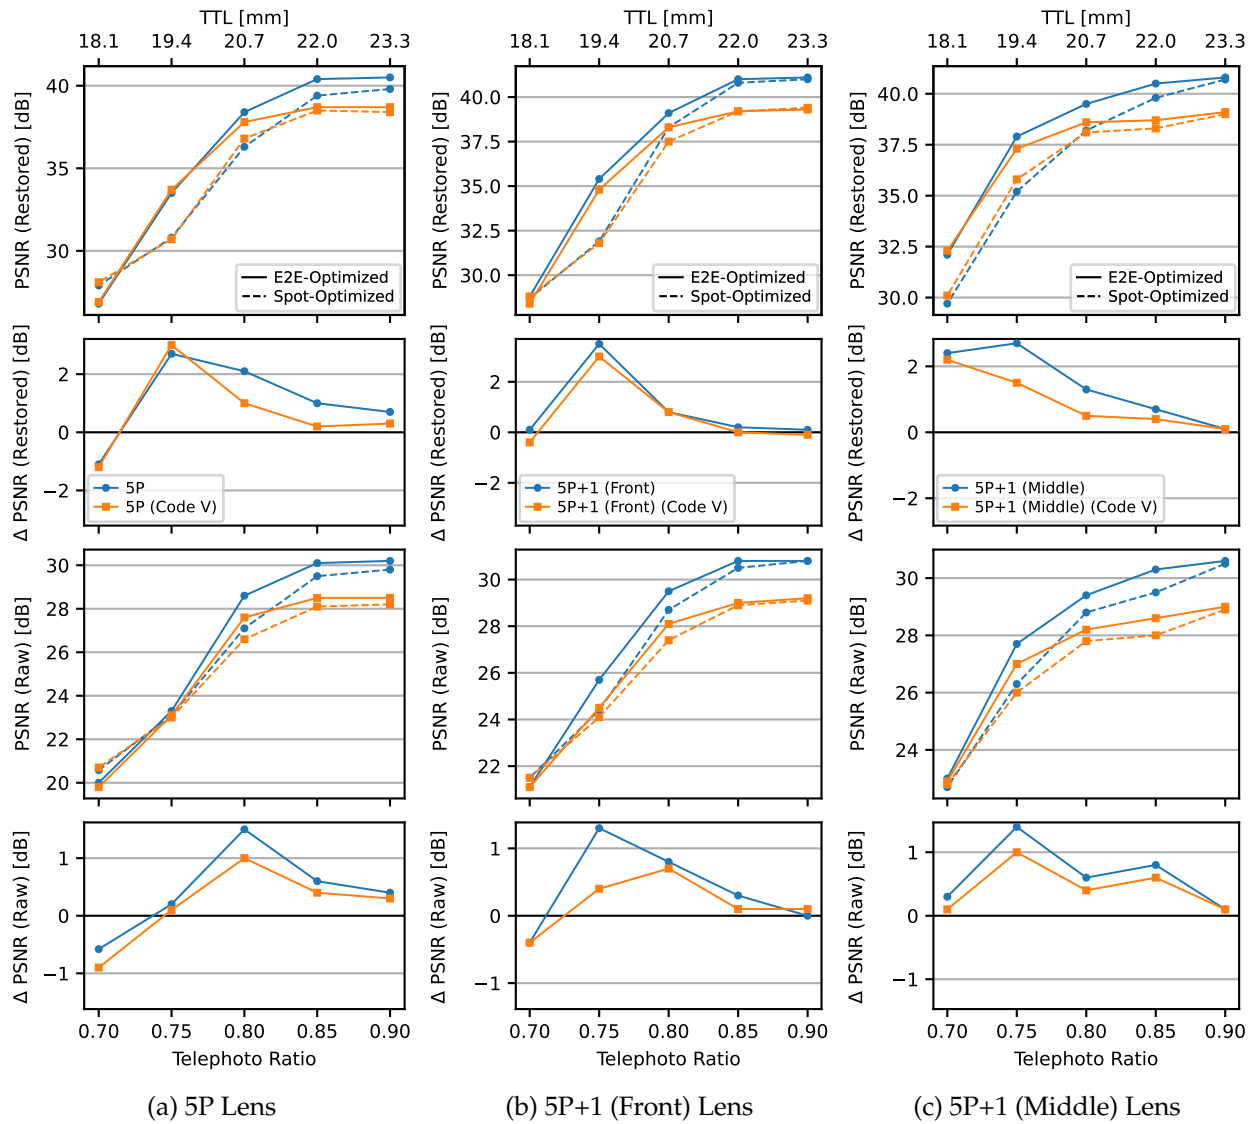 TTL [mm] TTL [mm] TTL [mm]
18.1 19.4 20.7 22.0 23.3 18.1 19.4 20.7 22.0 23.3 18.1 19.4 20.7 22.0 23.3
PSNR (Restored) [dB]
40
35
30
E2E-Optimized
Spot-Optimized
PSNR (Restored) [dB]
40.0
37.5
35.0
32.5
30.0
E2E-Optimized
Spot-Optimized
PSNR (Restored) [dB]
40.0
37.5
35.0
32.5
30.0
E2E-Optimized
Spot-Optimized
Δ PSNR (Restored) [dB]
2
0
−2
5P
5P (Code V)
Δ PSNR (Restored) [dB]
2
0
−2
5P+1 (Front)
5P+1 (Front) (Code V)
Δ PSNR (Restored) [dB]
2
0
−2
5P+1 (Middle)
5P+1 (Middle) (Code V)
PSNR (Raw) [dB]
30
28
26
24
22
20
PSNR (Raw) [dB]
30
28
26
24
22
PSNR (Raw) [dB]
30
28
26
24
Δ PSNR (Raw) [dB]
1
0
−1
Δ PSNR (Raw) [dB]
1
0
−1
Δ PSNR (Raw) [dB]
1
0
−1
0.70 0.75 0.80 0.85 0.90 0.70 0.75 0.80 0.85 0.90 0.70 0.75 0.80 0.85 0.90
Telephoto Ratio Telephoto Ratio Telephoto Ratio
(a) 5P Lens (b) 5P+1 (Front) Lens (c) 5P+1 (Middle) Lens